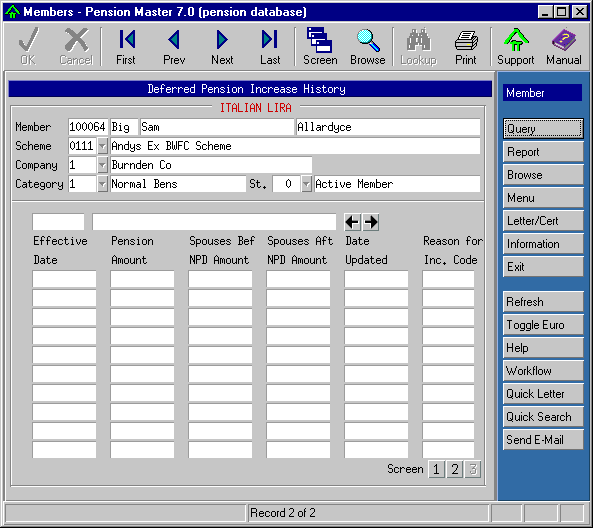 Members - Pension Master 7.0 (pension database)
OK Cancel First Prev Next Last Screen Browse Lookup Print Support Manual
Deferred Pension Increase History
ITALIAN LIRA
Member 100064 Big Sam Allardyce
Scheme 0111 Andys Ex BWFC Scheme
Company 1 Burnden Co
Category 1 Normal Bens St. 0 Active Member
Effective Pension Spouses Bef Spouses Aft Date Reason for
Date Amount NPD Amount NPD Amount Updated Inc. Code
Screen 1 2 3
Member
Query
Report
Browse
Menu
Letter/Cert
Information
Exit
Refresh
Toggle Euro
Help
Workflow
Quick Letter
Quick Search
Send E-Mail
Record 2 of 2